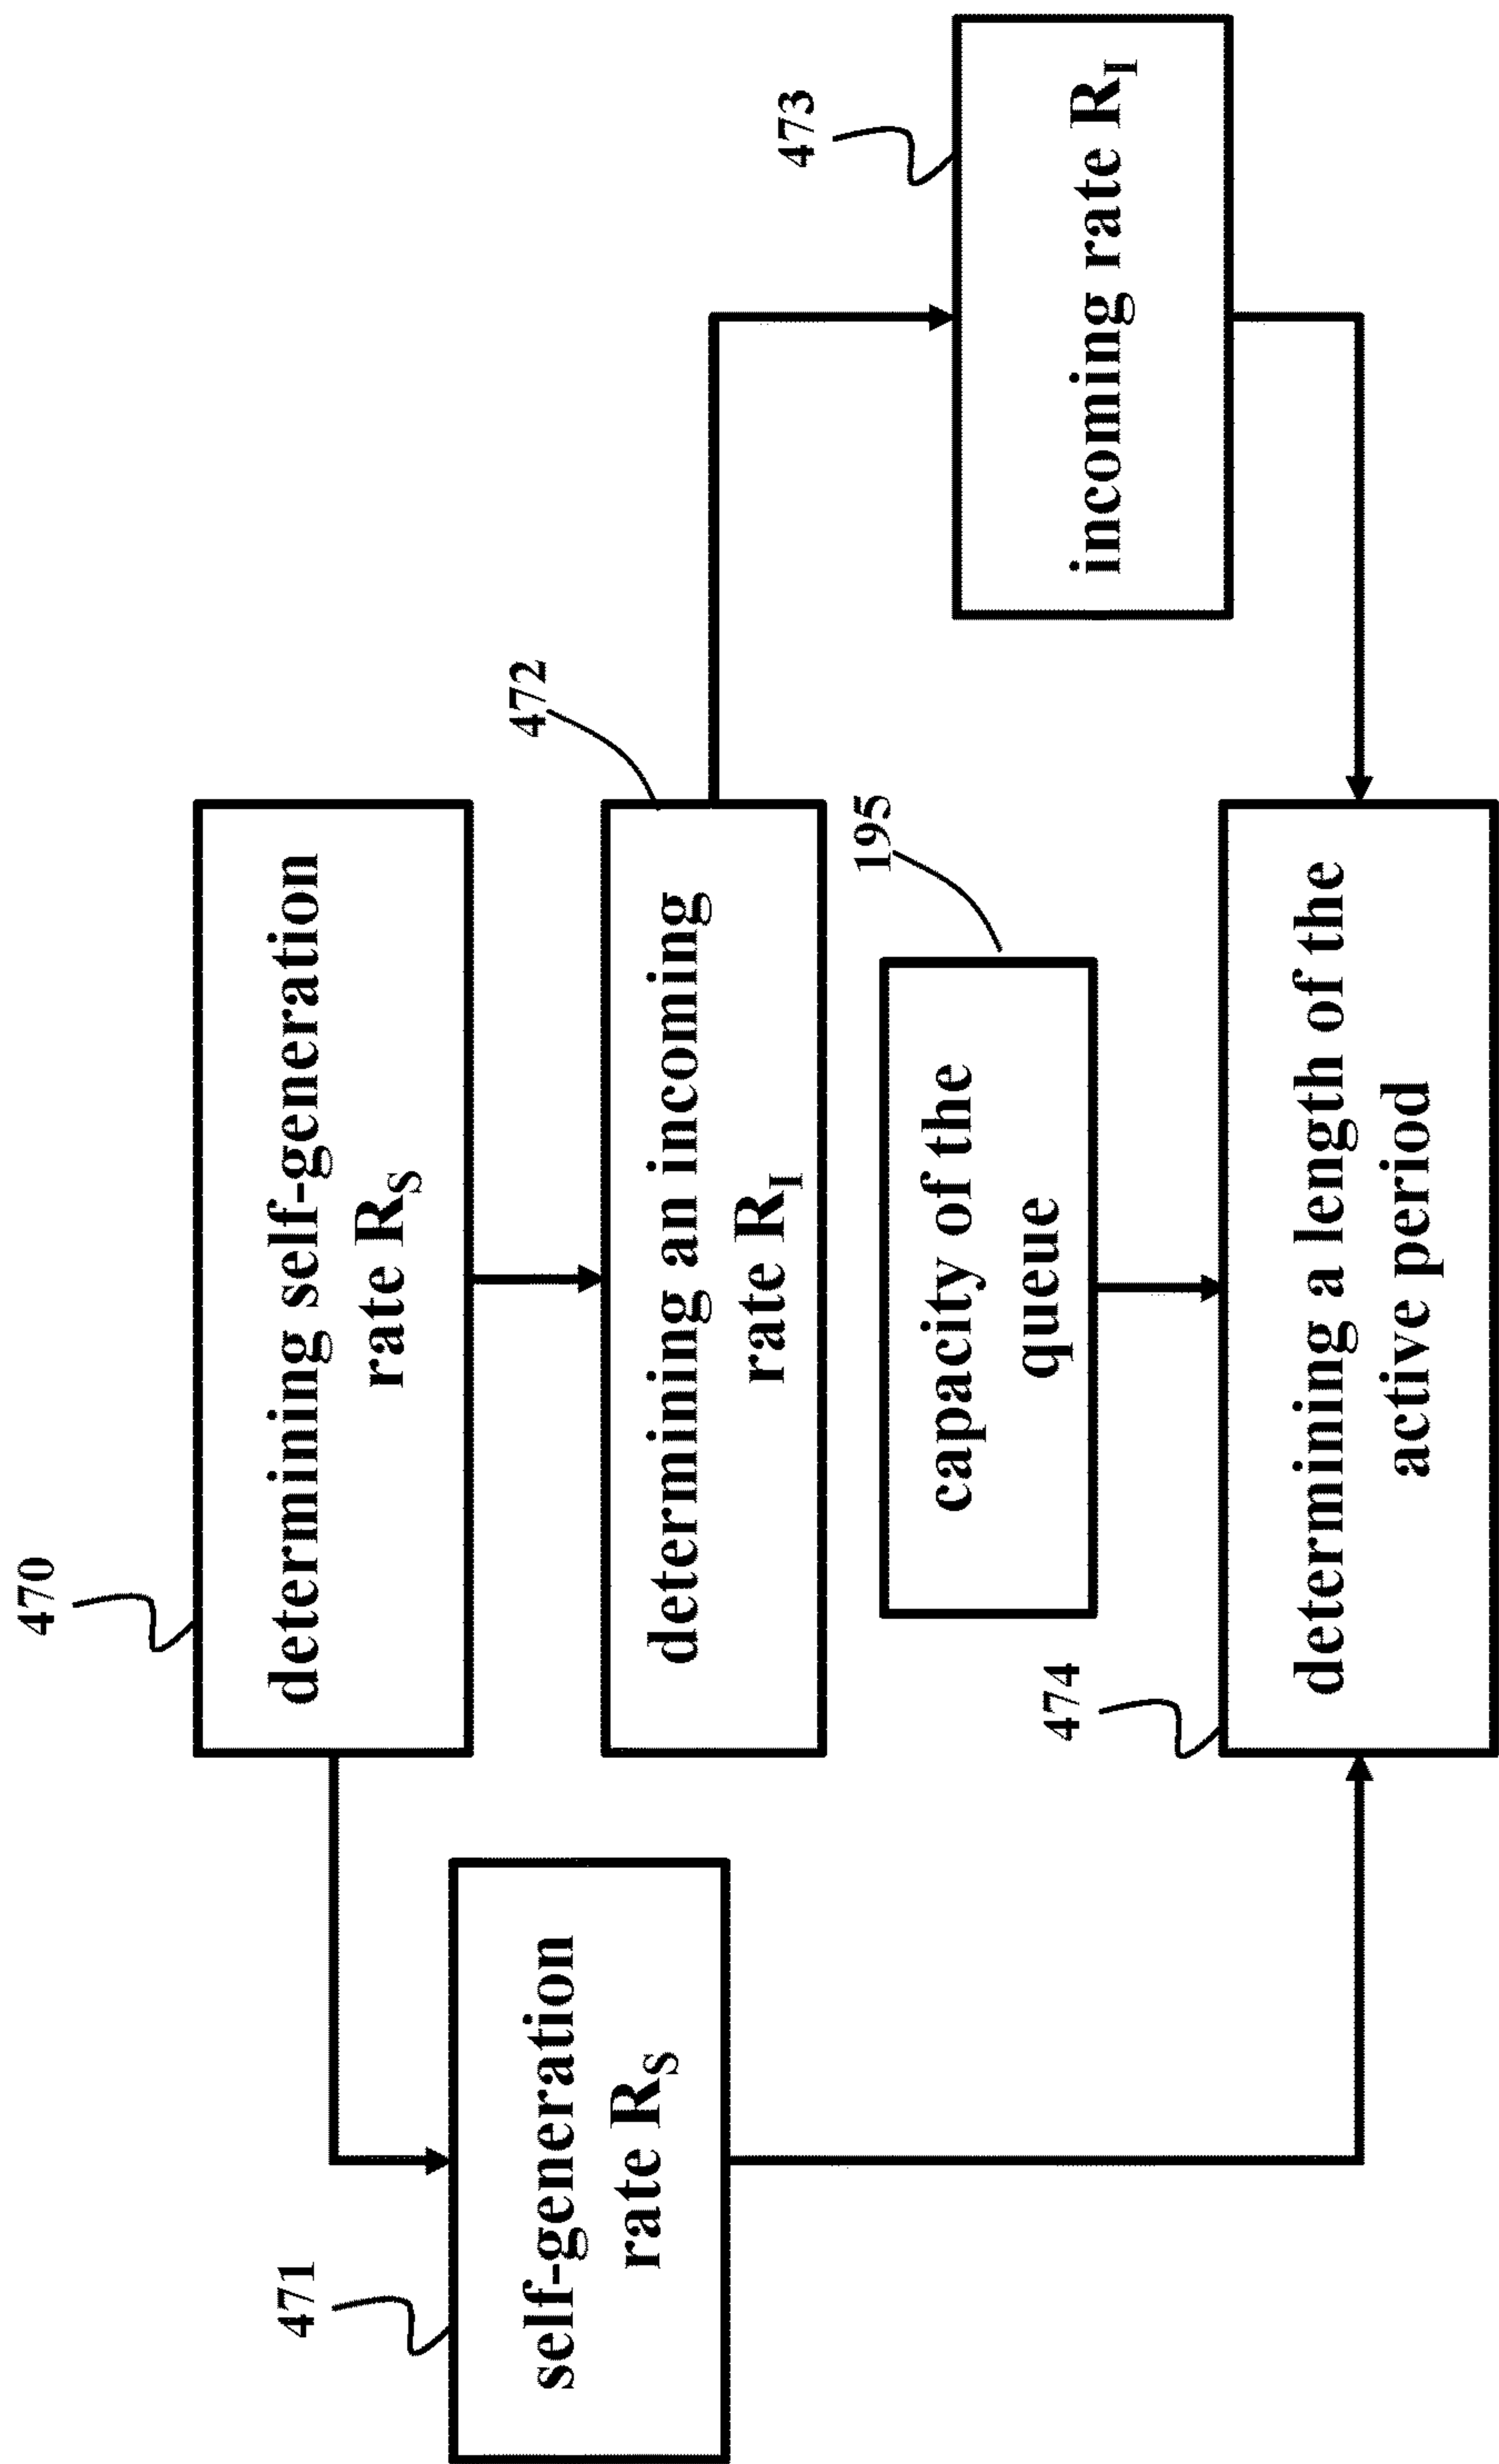 470
determining self-generation
rate R_S
471
self-generation
rate R_S
472
determining an incoming
rate R_I
473
incoming rate R_I
195
capacity of the
queue
474
determining a length of the
active period